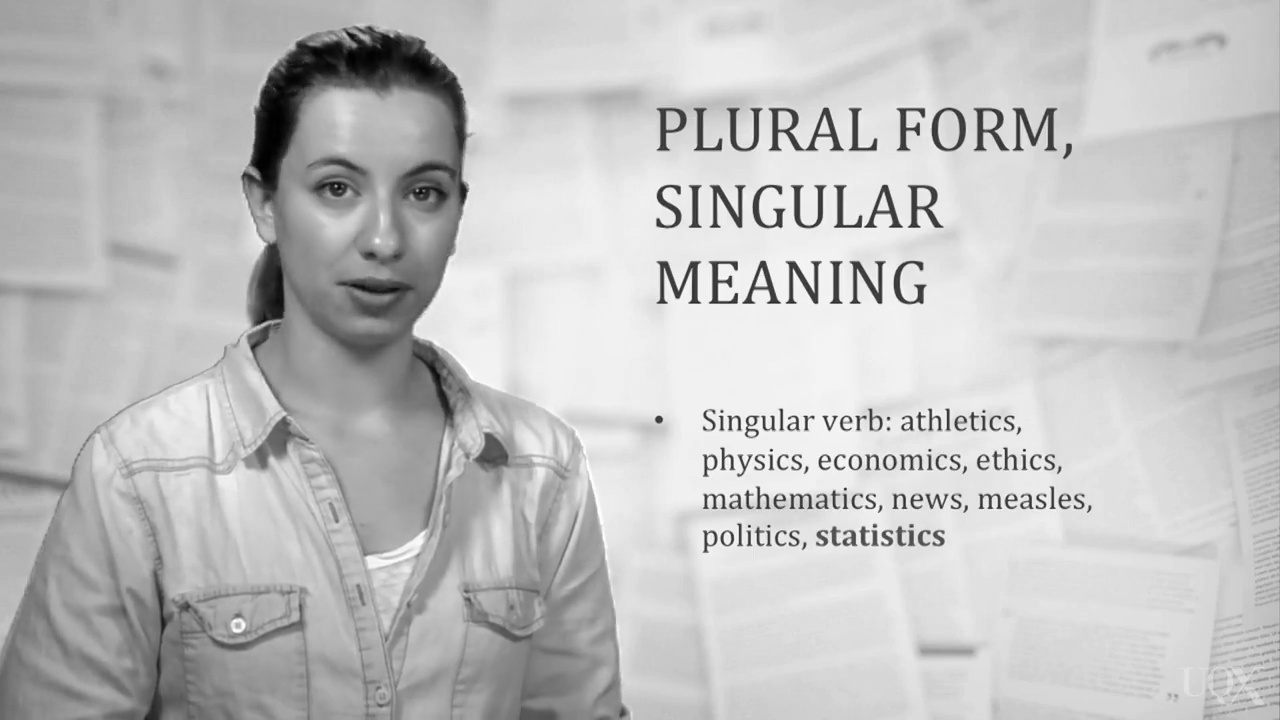 PLURAL FORM,
SINGULAR
MEANING
• Singular verb: athletics,
physics, economics, ethics,
mathematics, news, measles,
politics, statistics
UQX